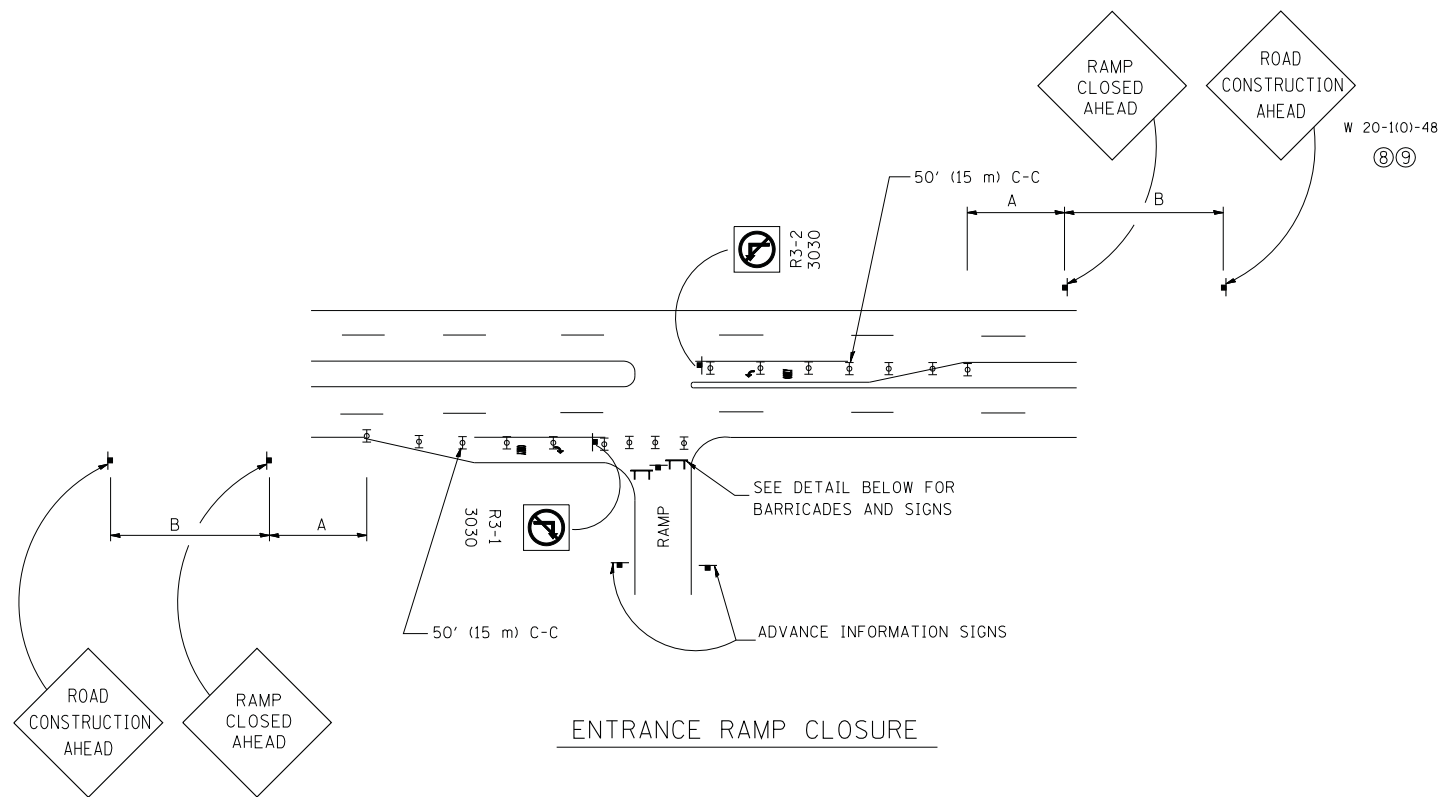 RAMP
CLOSED
AHEAD
ROAD
CONSTRUCTION
AHEAD
W 20-1(O)-48
⑧⑨
50' (15 m) C-C
A
B
R3-2
3030
R3-1
3030
B
A
RAMP
SEE DETAIL BELOW FOR
BARRICADES AND SIGNS
50' (15 m) C-C
ADVANCE INFORMATION SIGNS
ROAD
CONSTRUCTION
AHEAD
RAMP
CLOSED
AHEAD
ENTRANCE RAMP CLOSURE